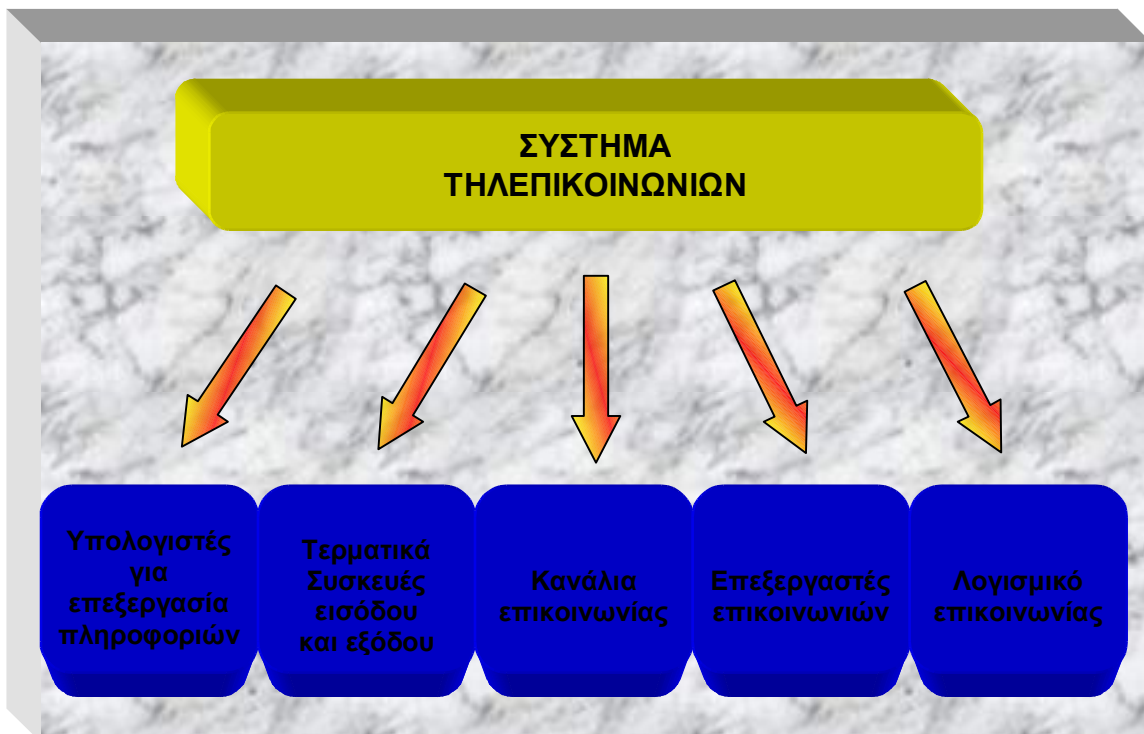 ΣΥΣΤΗΜΑ
ΤΗΛΕΠΙΚΟΙΝΩΝΙΩΝ
Υπολογιστές
για
επεξεργασία
πληροφοριών
Τερματικά
Συσκευές
εισόδου
και εξόδου
Κανάλια
επικοινωνίας
Επεξεργαστές
επικοινωνιών
Λογισμικό
επικοινωνίας